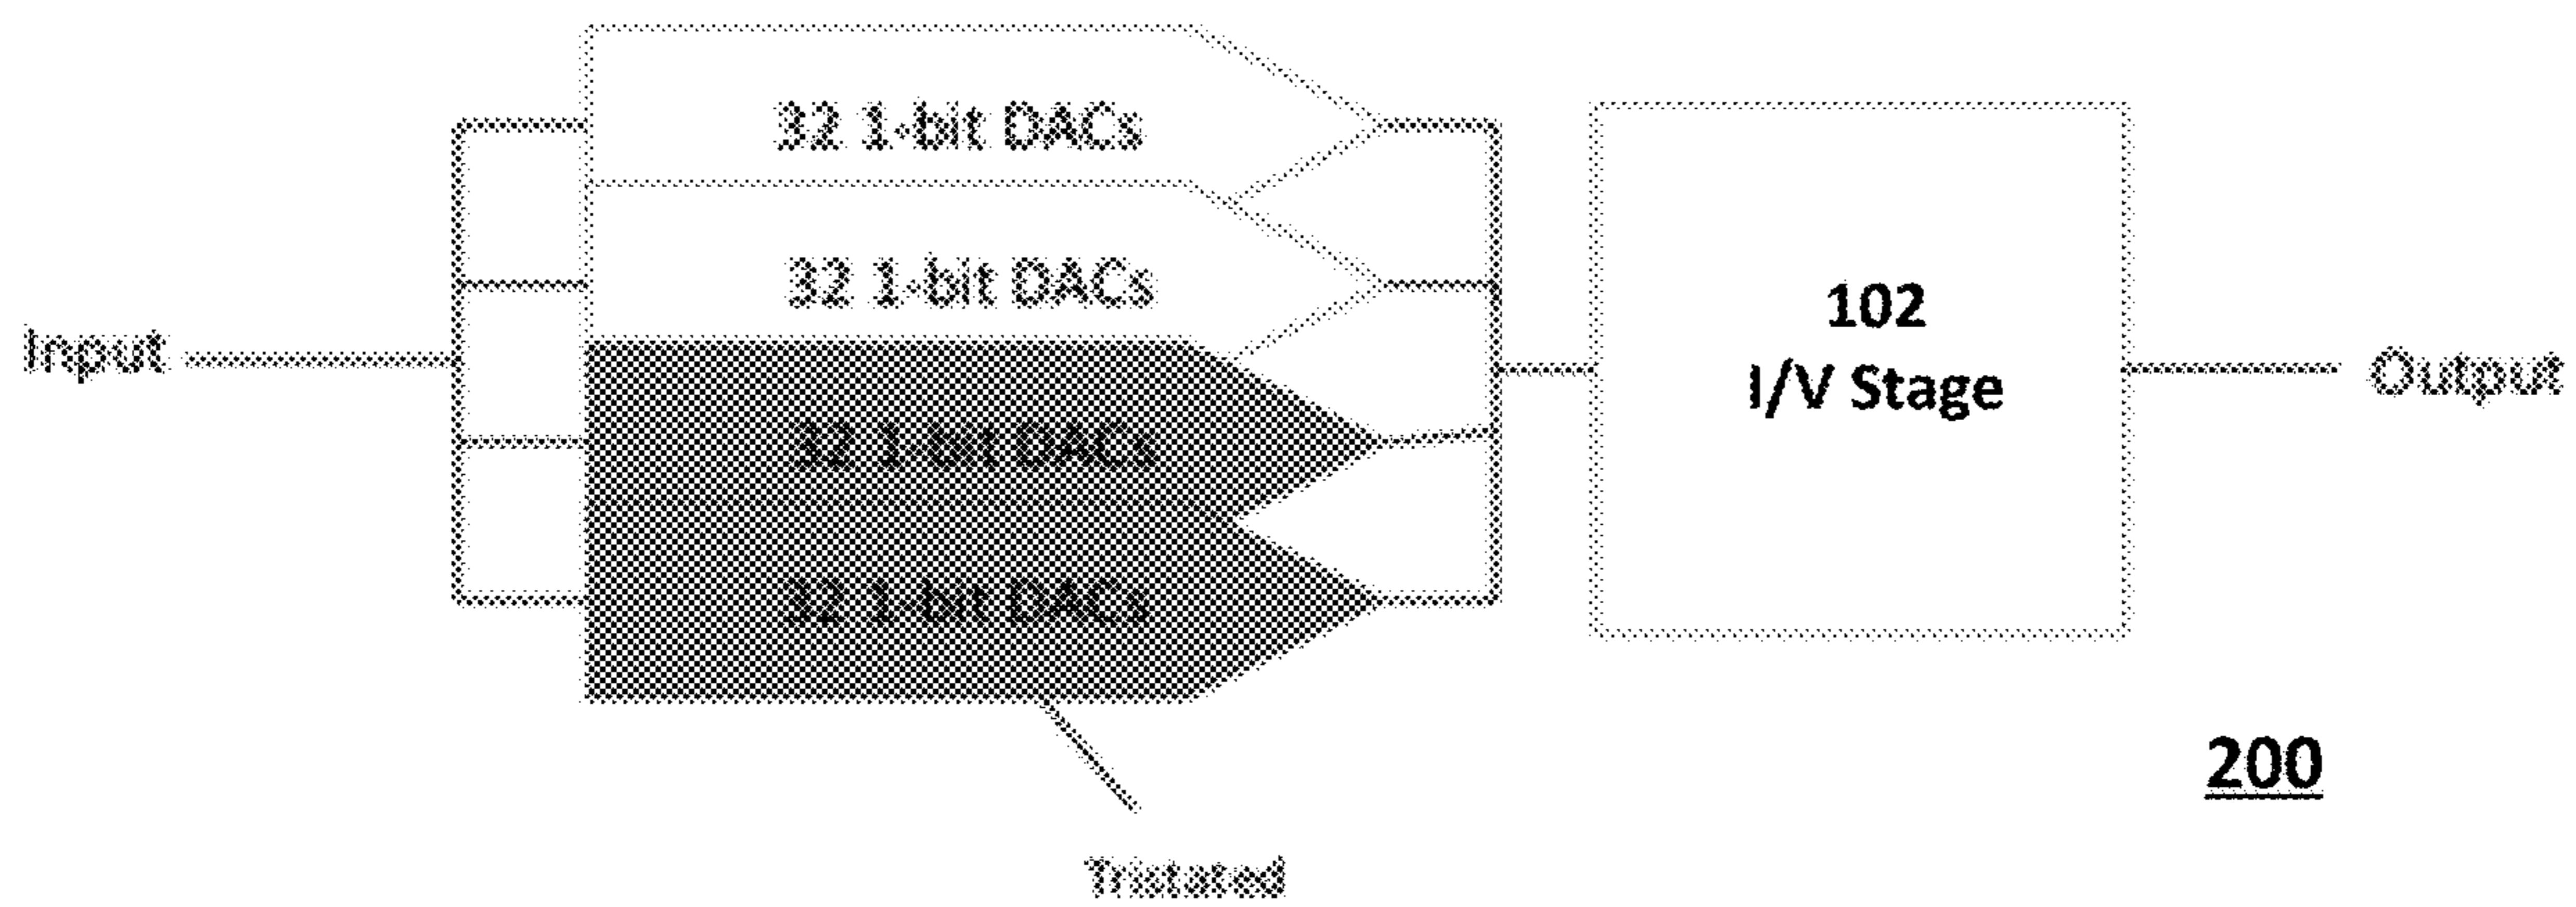 32 1-bit DACs
32 1-bit DACs
Input
102
I/V Stage
Output
32 1-bit DACs
32 1-bit DACs
200
Tristated